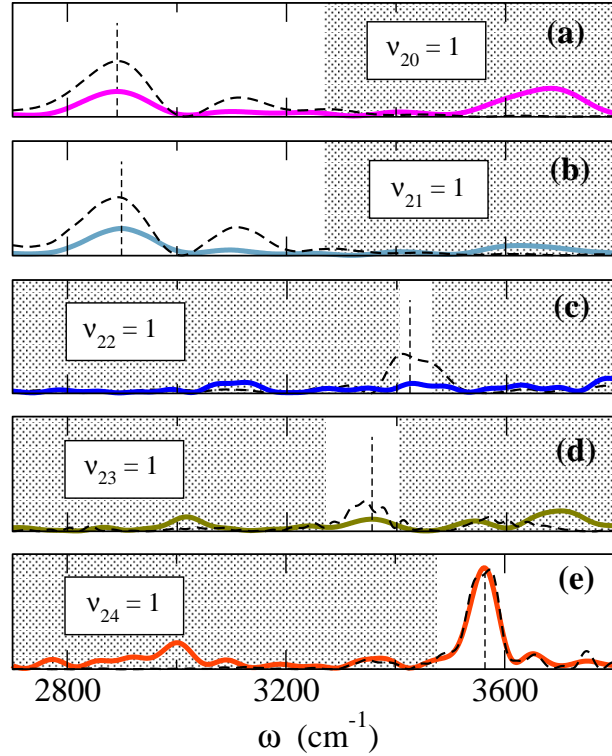 (a)
ν20 = 1
(b)
ν21 = 1
(c)
ν22 = 1
(d)
ν23 = 1
(e)
ν24 = 1
2800 3200 3600
ω (cm-1)